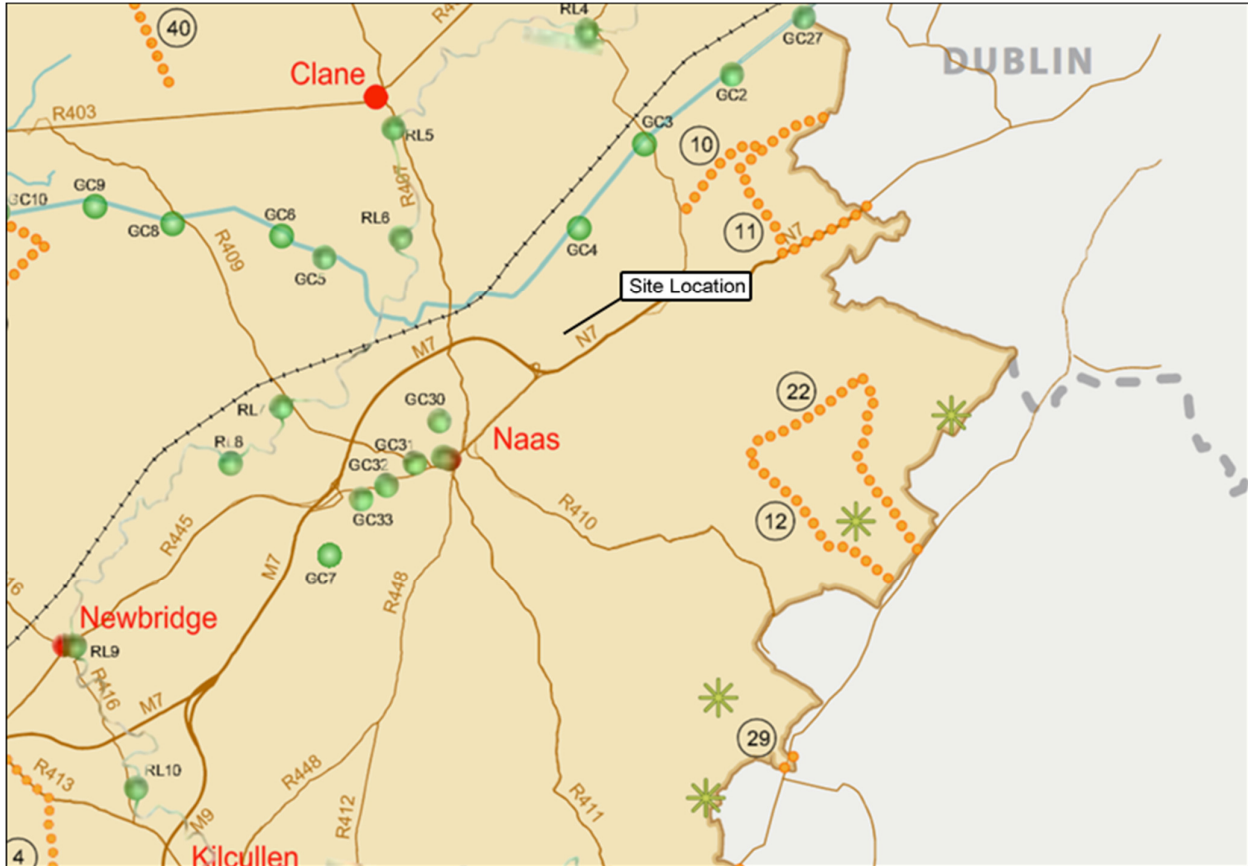 40
RL4
GC27
DUBLIN
Clane
GC2
R403
RL5
GC3
10
R407
GC9
GC10
GC8
GC6
RL6
GC4
11
N7
R409
GC5
Site Location
M7
N7
22
RL7
GC30
Naas
RL8
GC31
GC32
GC33
R410
12
R445
M7
GC7
R448
Newbridge
RL9
R416
M7
29
RL10
R413
R448
R412
R411
M9
4
Kilcullen